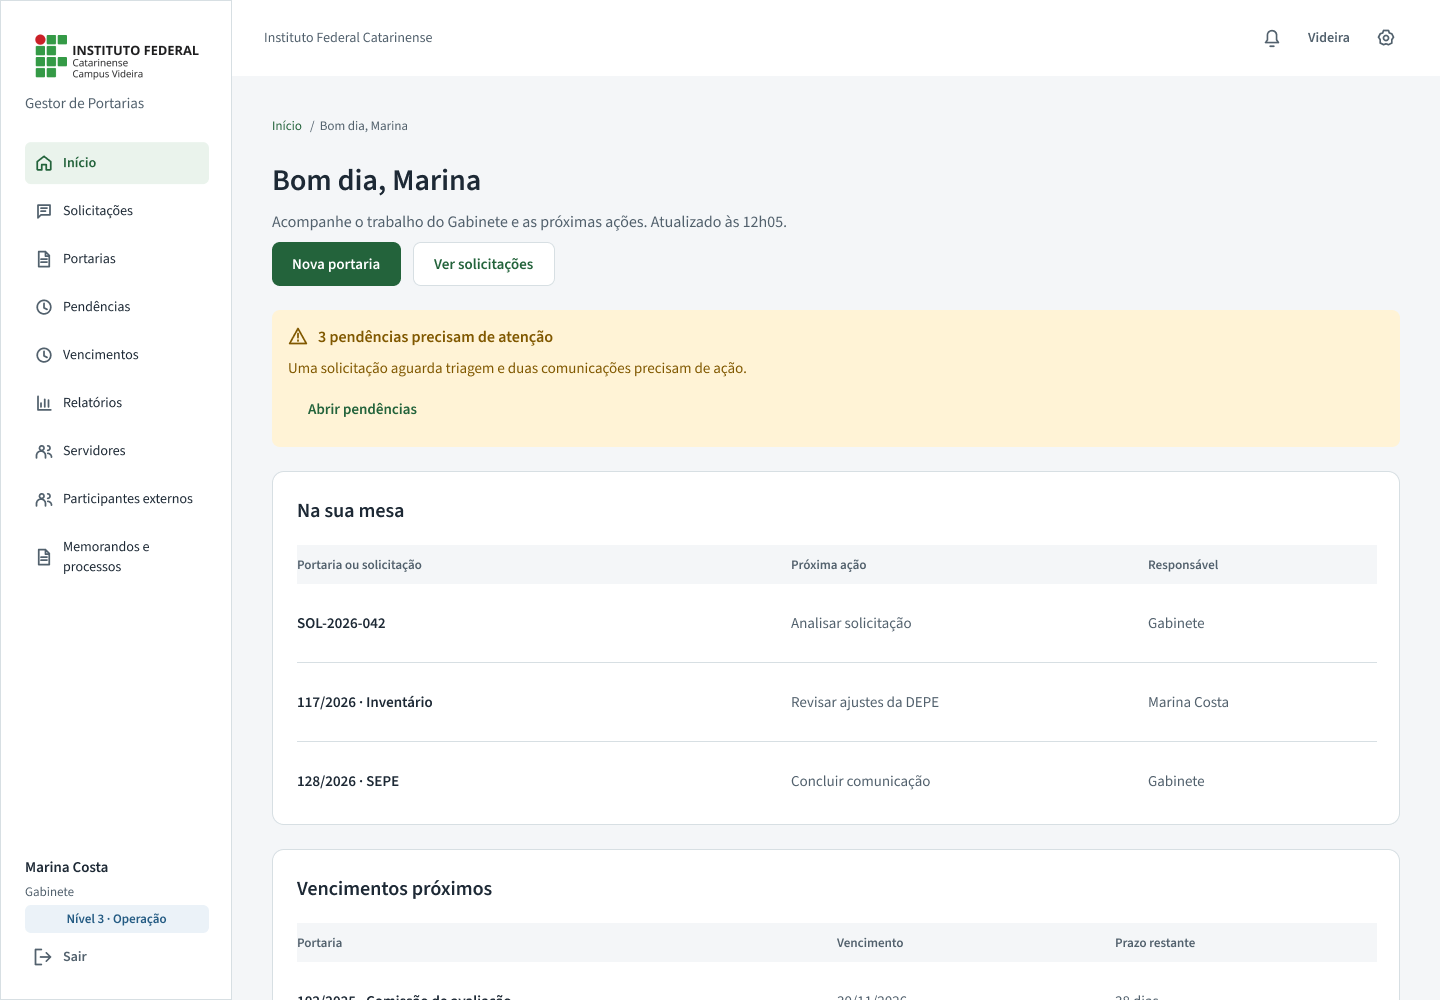 INSTITUTO FEDERAL
Catarinense
Campus Videira
Gestor de Portarias
Início
Solicitações
Portarias
Pendências
Vencimentos
Relatórios
Servidores
Participantes externos
Memorandos e
processos
Marina Costa
Gabinete
Nível 3 · Operação
Sair
Instituto Federal Catarinense
Videira
Início / Bom dia, Marina
Bom dia, Marina
Acompanhe o trabalho do Gabinete e as próximas ações. Atualizado às 12h05.
Nova portaria
Ver solicitações
3 pendências precisam de atenção
Uma solicitação aguarda triagem e duas comunicações precisam de ação.
Abrir pendências
Na sua mesa
Portaria ou solicitação Próxima ação Responsável
SOL-2026-042 Analisar solicitação Gabinete
117/2026 · Inventário Revisar ajustes da DEPE Marina Costa
128/2026 · SEPE Concluir comunicação Gabinete
Vencimentos próximos
Portaria Vencimento Prazo restante